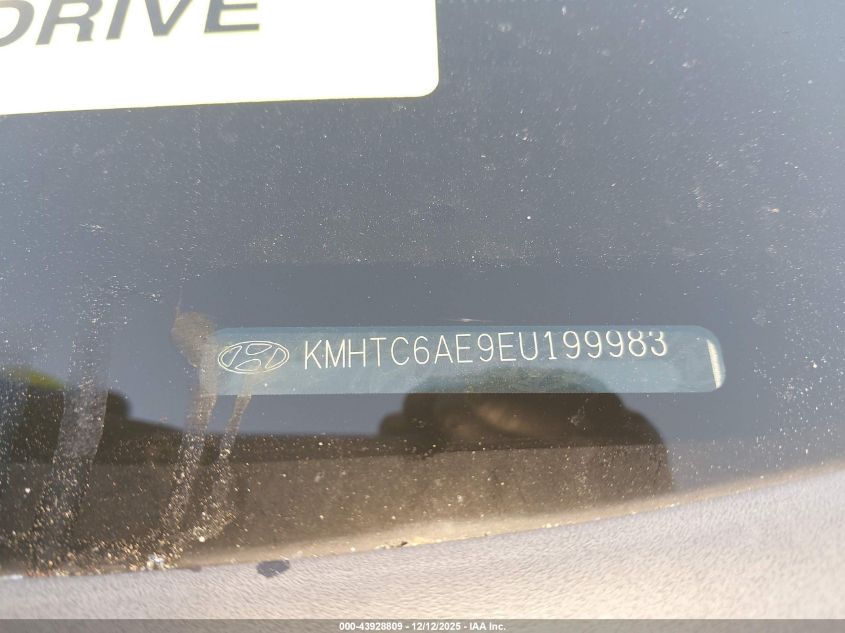 DRIVE
KMHTC6AE9EU199983
000-43928809 - 12/12/2025 - IAA Inc.